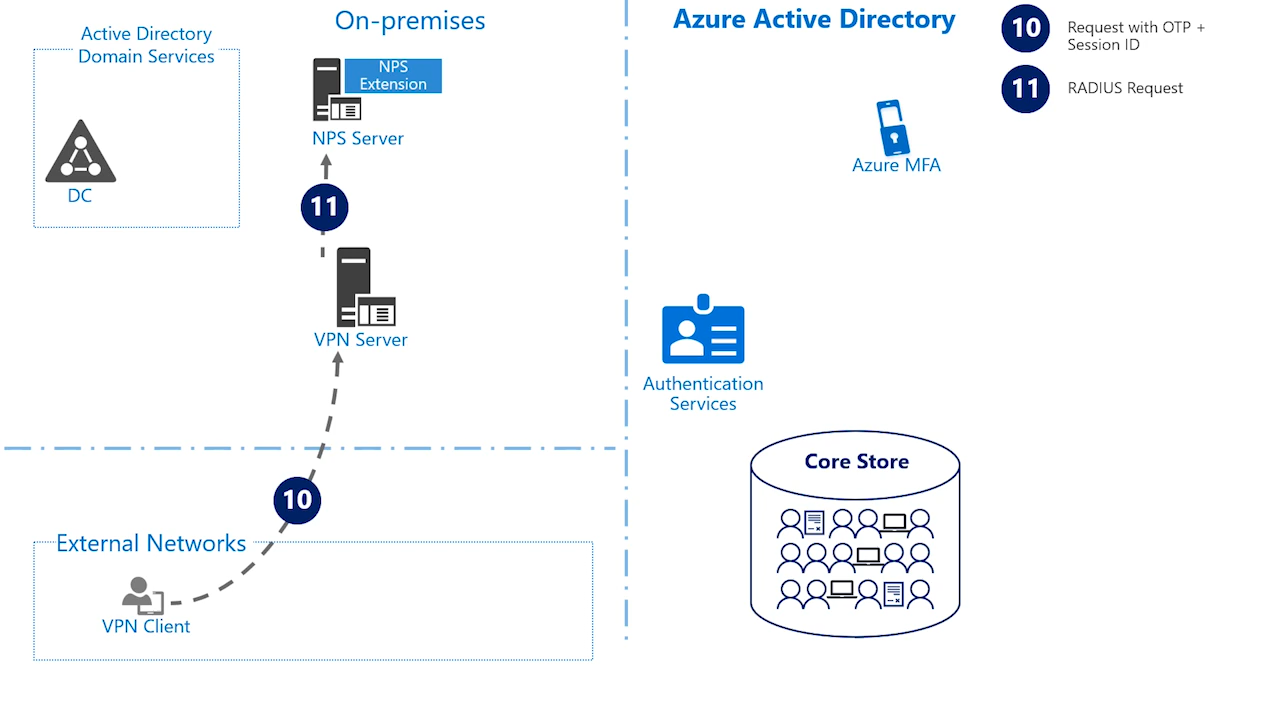 On-premises
Azure Active Directory
10
Request with OTP +
Session ID
11
RADIUS Request
Active Directory
Domain Services
NPS
Extension
NPS Server
DC
Azure MFA
11
VPN Server
Authentication
Services
Core Store
10
External Networks
VPN Client